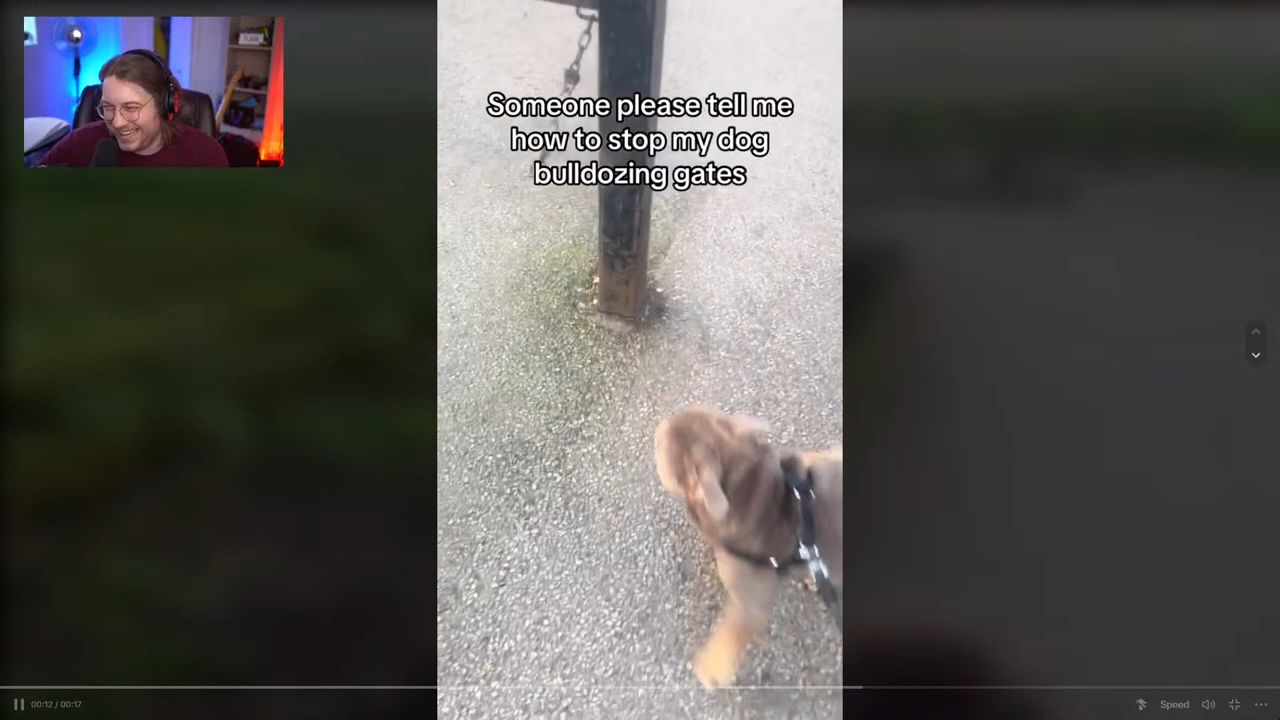 Someone please tell me
how to stop my dog
bulldozing gates
00:12 / 00:17
Speed